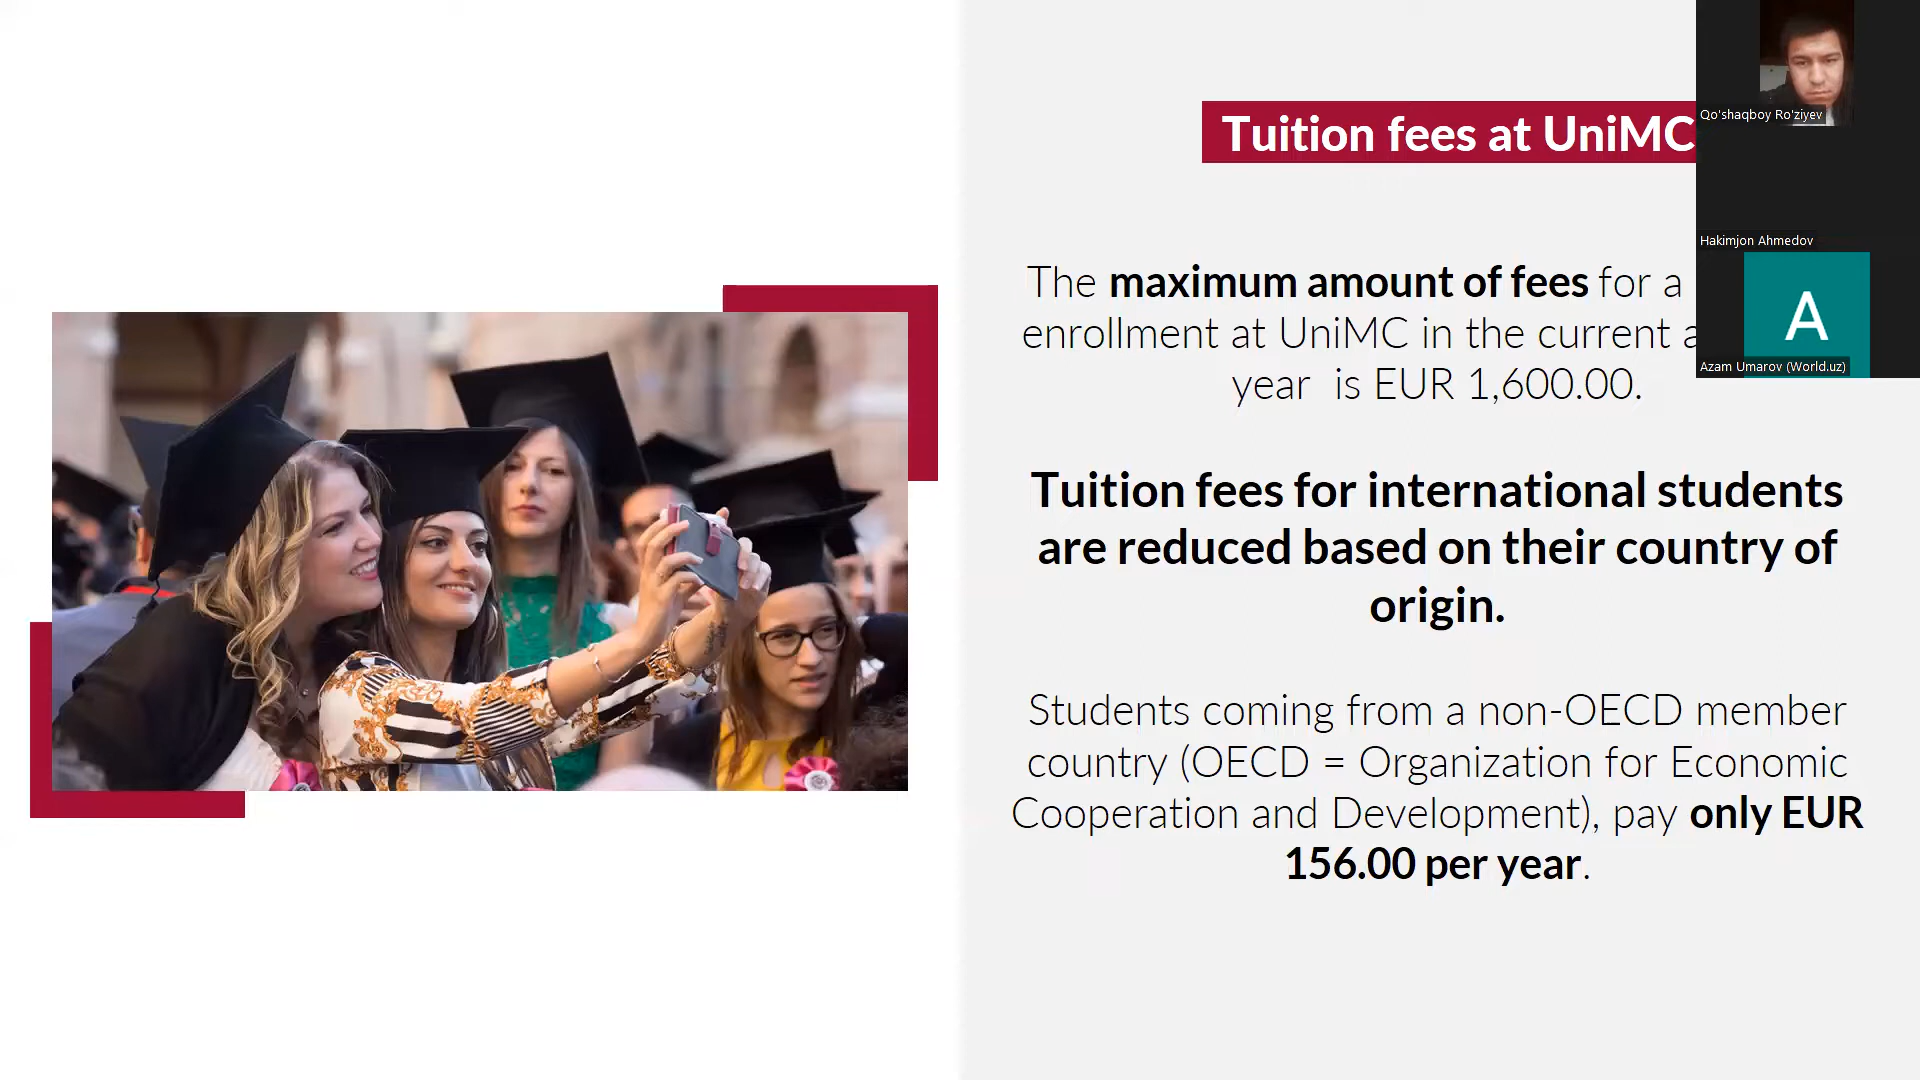 Tuition fees at UniMC
The maximum amount of fees for a
enrollment at UniMC in the current a
year is EUR 1,600.00.
Tuition fees for international students
are reduced based on their country of
origin.
Students coming from a non-OECD member
country (OECD = Organization for Economic
Cooperation and Development), pay only EUR
156.00 per year.
Qo'shaqboy Ro'ziyev
Hakimjon Ahmedov
A
Azam Umarov (World.uz)